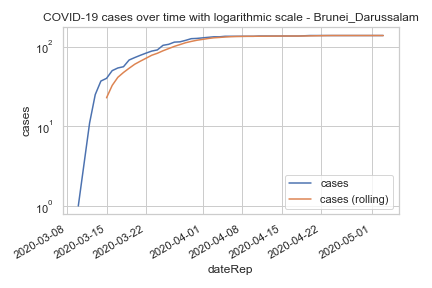 COVID-19 cases over time with logarithmic scale - Brunei_Darussalam
10²
10¹
10⁰
cases
cases
cases (rolling)
2020-03-08
2020-03-15
2020-03-22
2020-04-01
2020-04-08
2020-04-15
2020-04-22
2020-05-01
dateRep